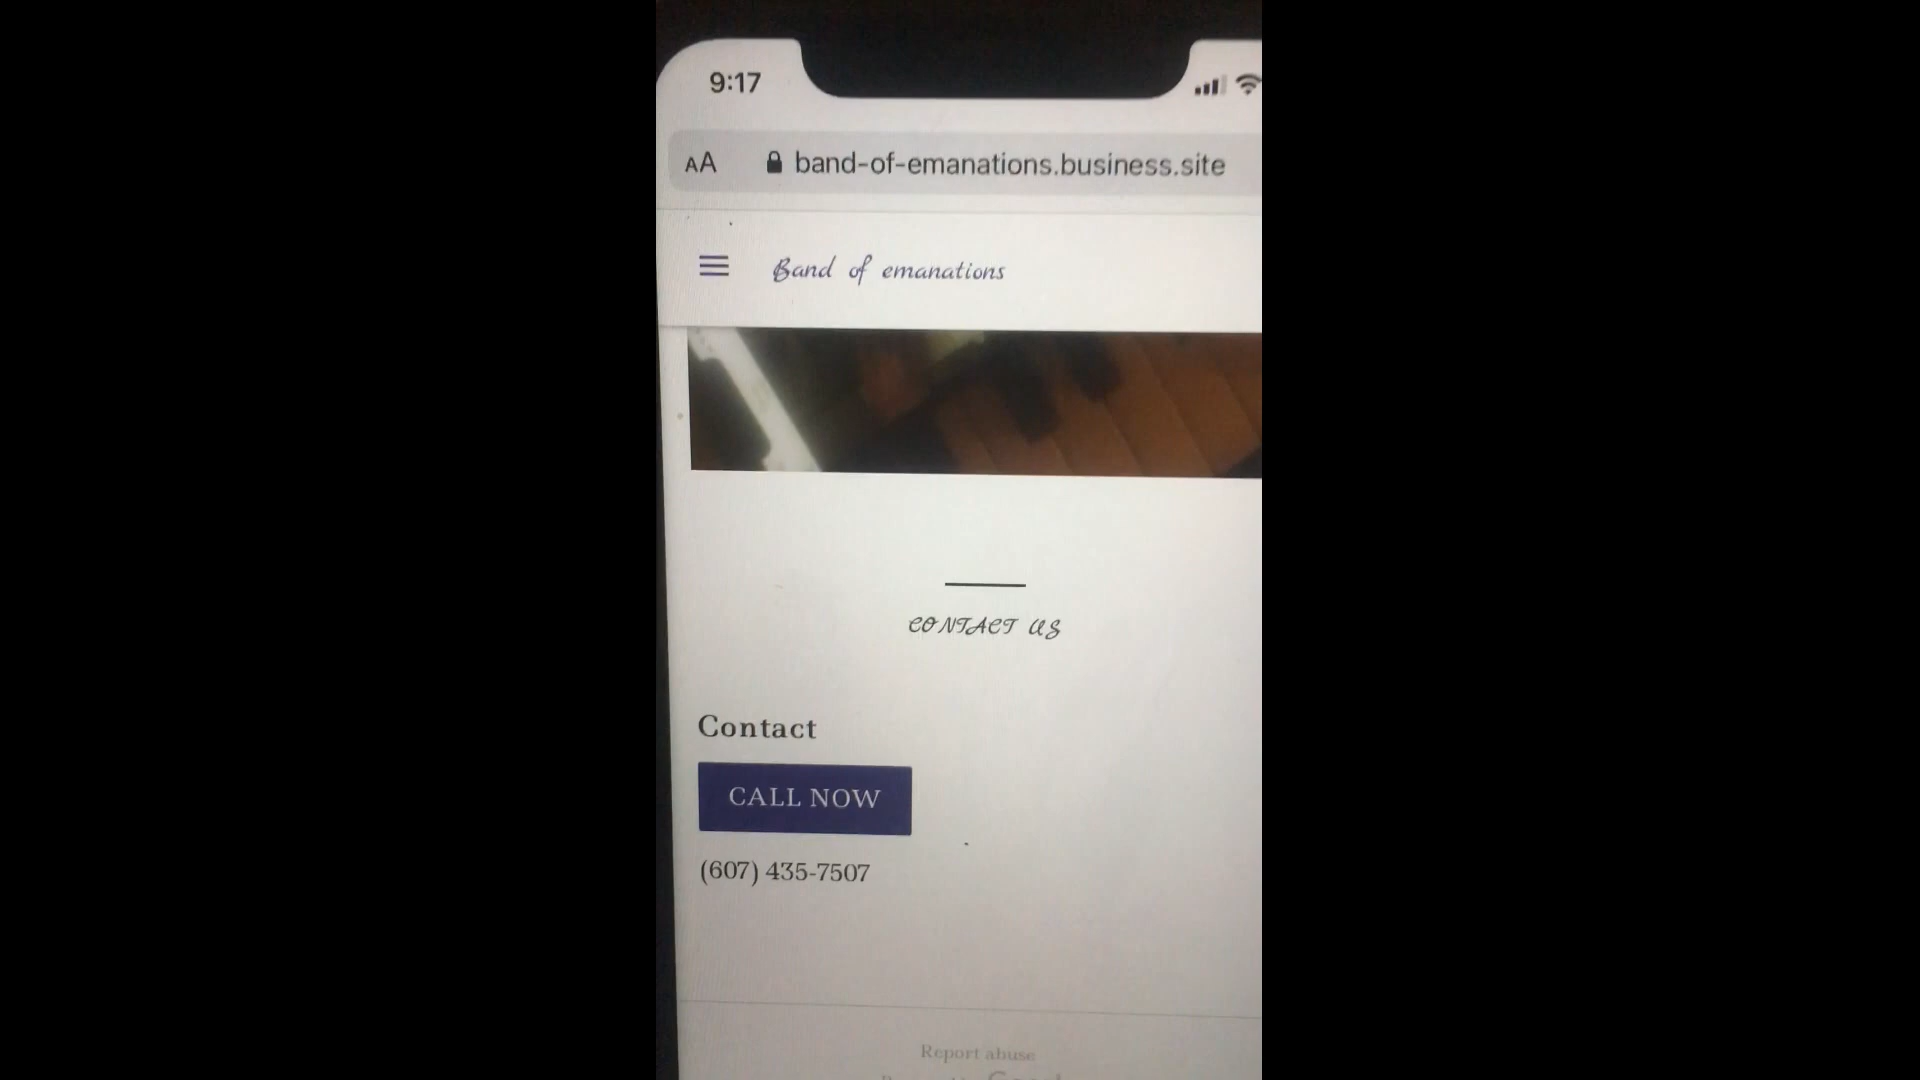 9:17
AA band-of-emanations.business.site
Band of emanations
CONTACT US
Contact
CALL NOW
(607) 435-7507
Report abuse